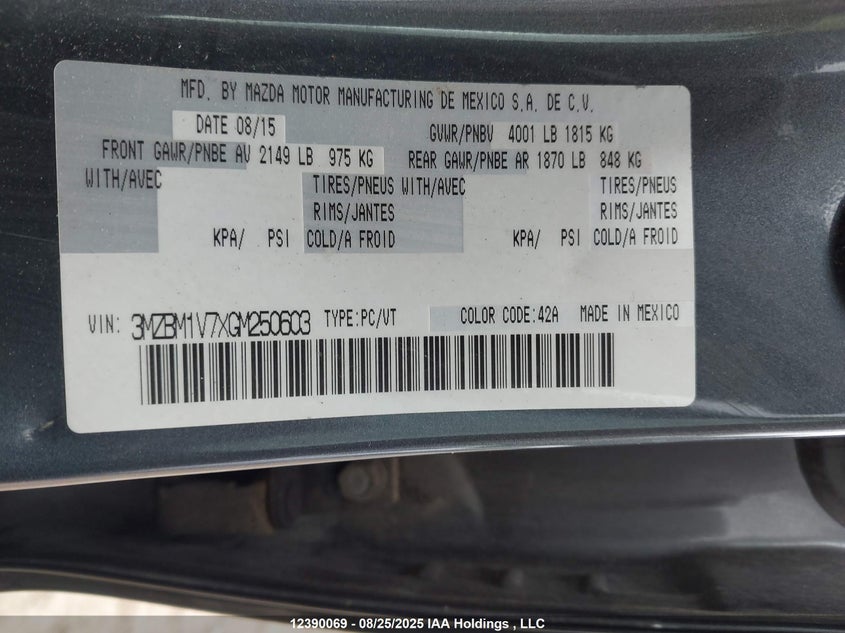 MFD. BY MAZDA MOTOR MANUFACTURING DE MEXICO S.A. DE C.V.
DATE 08/15 GVWR/PNBV 4001 LB 1815 KG
FRONT GAWR/PNBE AV 2149 LB 975 KG REAR GAWR/PNBE AR 1870 LB 848 KG
WITH/AVEC TIRES/PNEUS WITH/AVEC TIRES/PNEUS
RIMS/JANTES RIMS/JANTES
KPA/ PSI COLD/A FROID KPA/ PSI COLD/A FROID
VIN: 3MZBM1V7XGM250603 TYPE:PC/VT COLOR CODE:42A MADE IN MEXICO
12390069 - 08/25/2025 IAA Holdings , LLC